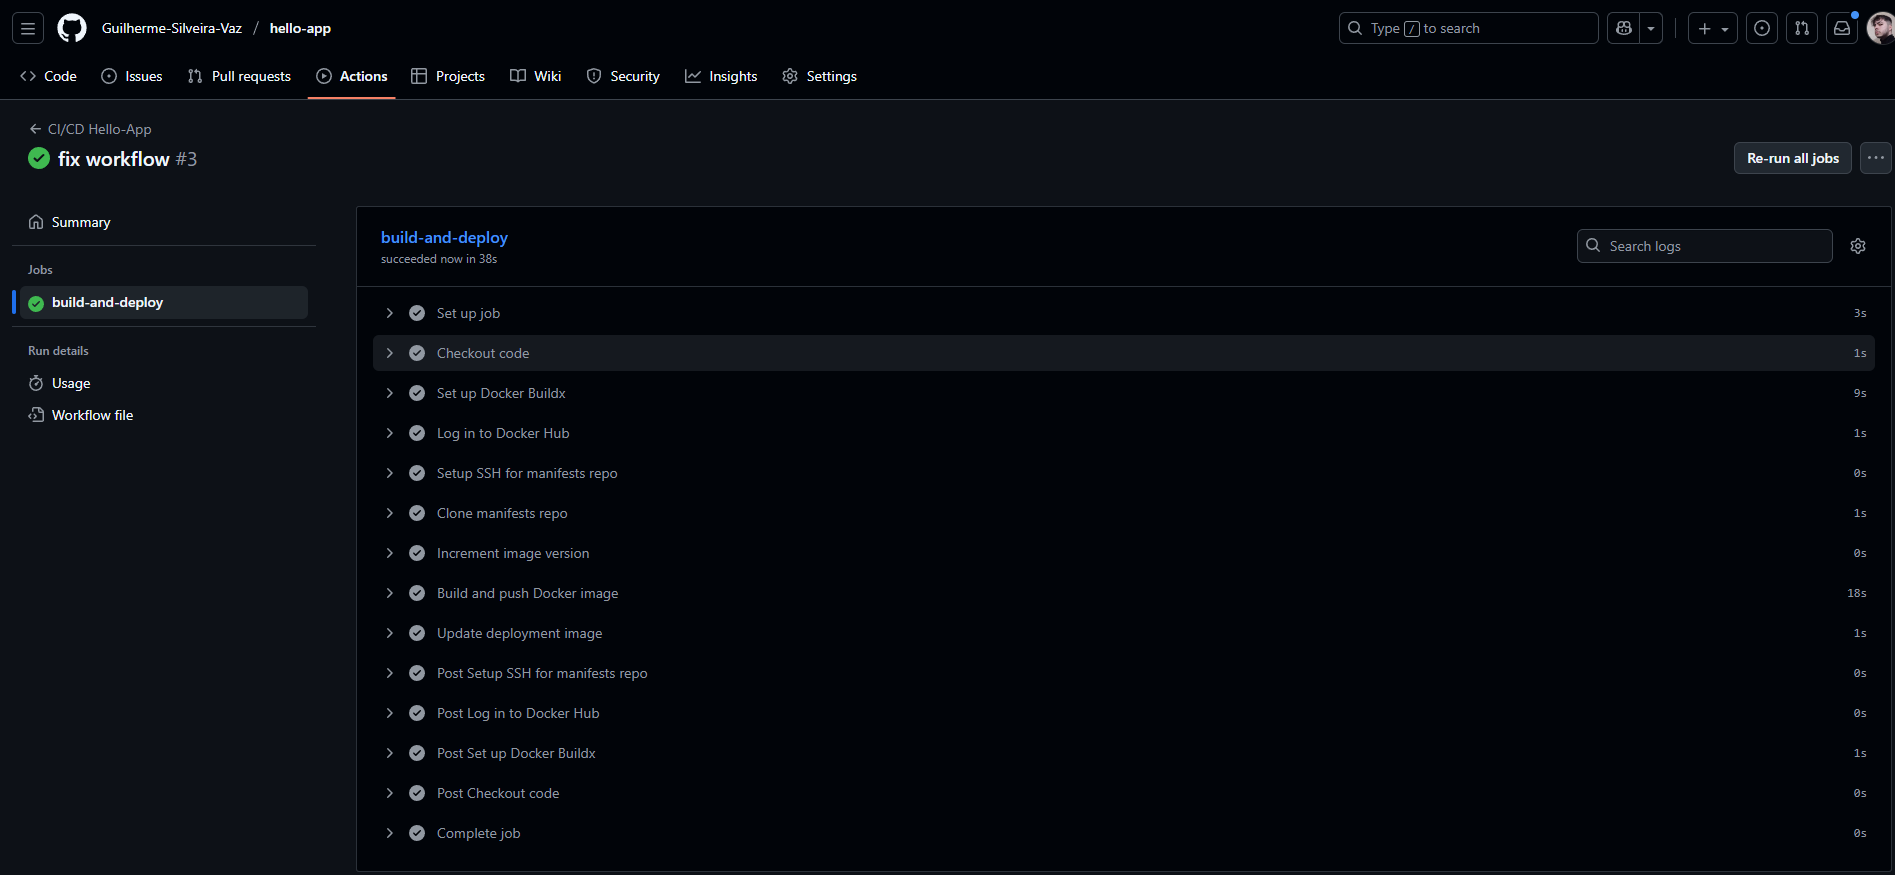 Guilherme-Silveira-Vaz / hello-app
Type / to search
Code Issues Pull requests Actions Projects Wiki Security Insights Settings
← CI/CD Hello-App
fix workflow #3
Re-run all jobs
Summary
Jobs
build-and-deploy
Run details
Usage
Workflow file
build-and-deploy
succeeded now in 38s
Search logs
Set up job 3s
Checkout code 1s
Set up Docker Buildx 9s
Log in to Docker Hub 1s
Setup SSH for manifests repo 0s
Clone manifests repo 1s
Increment image version 0s
Build and push Docker image 18s
Update deployment image 1s
Post Setup SSH for manifests repo 0s
Post Log in to Docker Hub 0s
Post Set up Docker Buildx 1s
Post Checkout code 0s
Complete job 0s